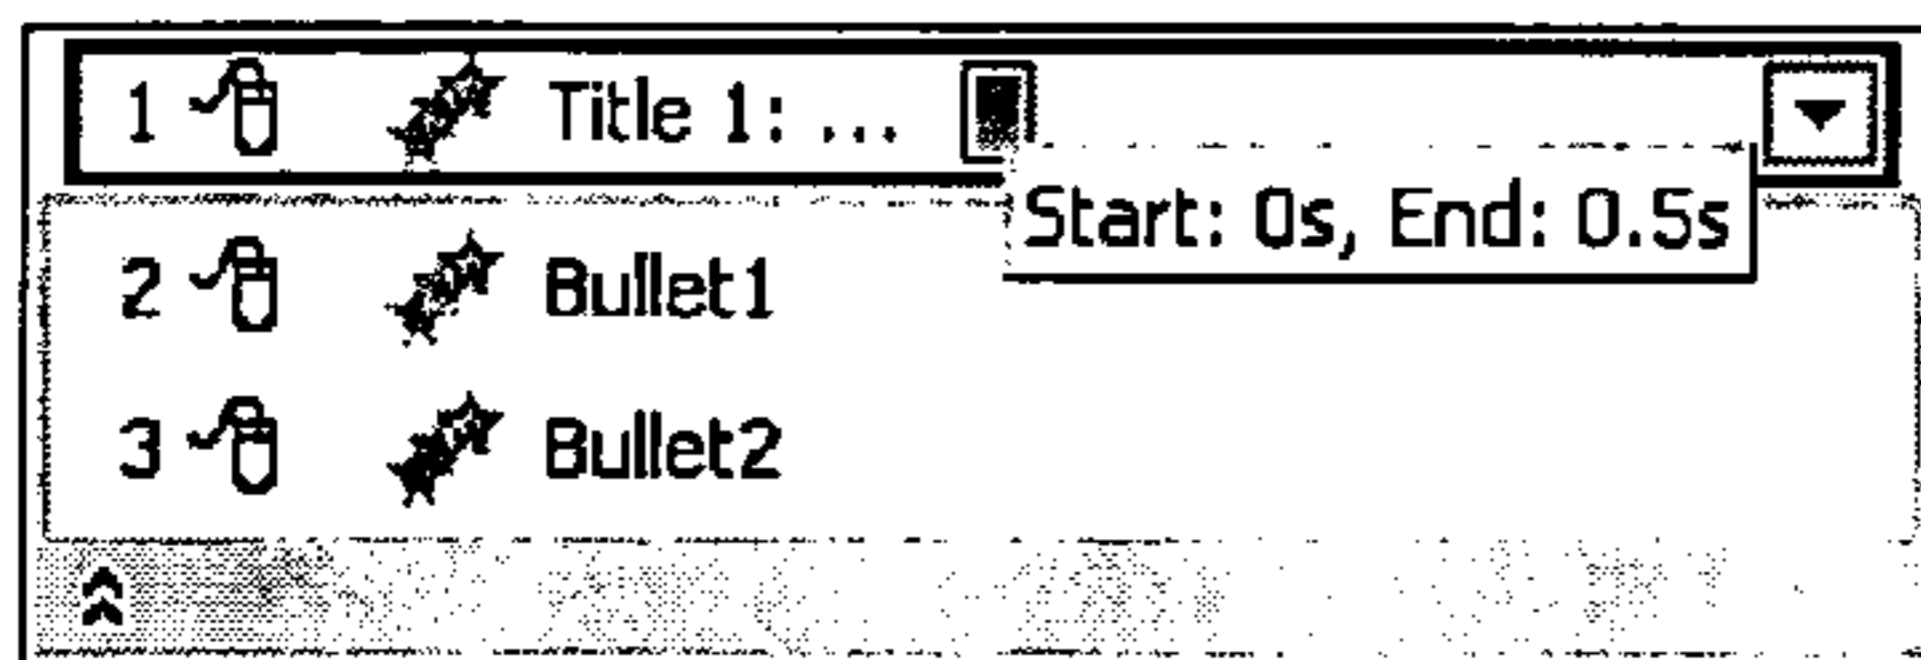 1 Title 1: ...
Start: 0s, End: 0.5s
2 Bullet1
3 Bullet2